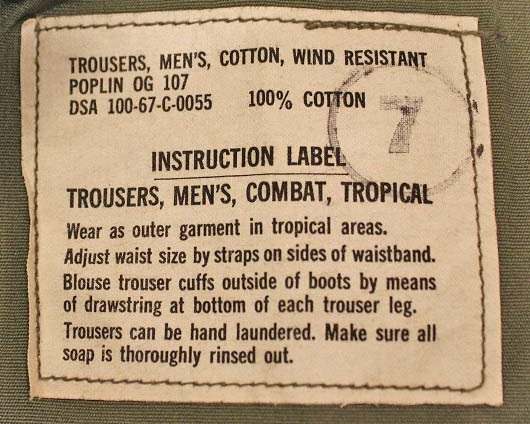 TROUSERS, MEN'S, COTTON, WIND RESISTANT
POPLIN OG 107
DSA 100-67-C-0055 100% COTTON
7
INSTRUCTION LABEL
TROUSERS, MEN'S, COMBAT, TROPICAL
Wear as outer garment in tropical areas.
Adjust waist size by straps on sides of waistband.
Blouse trouser cuffs outside of boots by means
of drawstring at bottom of each trouser leg.
Trousers can be hand laundered. Make sure all
soap is thoroughly rinsed out.